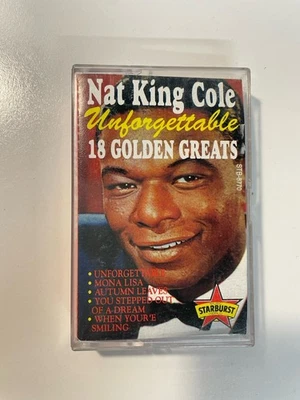 Nat King Cole
Unforgettable
18 GOLDEN GREATS
• UNFORGETTABLE
• MONA LISA
• AUTUMN LEAVES
• YOU STEPPED OUT
OF A DREAM
• WHEN YOUR'E
SMILING
STARBURST